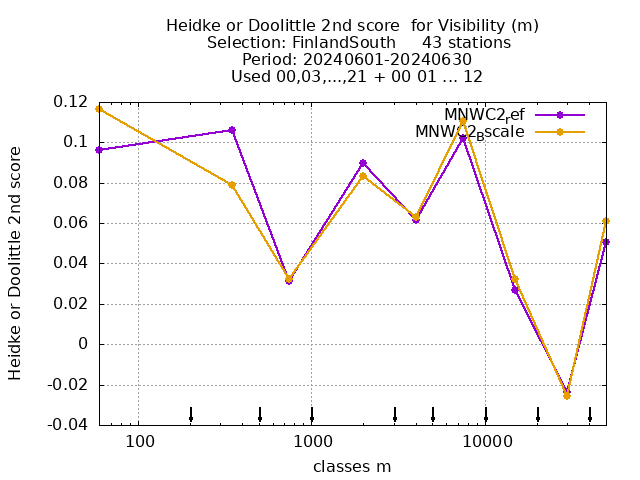 Heidke or Doolittle 2nd score  for Visibility (m)
Selection: FinlandSouth     43 stations
Period: 20240601-20240630
Used 00,03,...,21 + 00 01 ... 12
MNWC2ref
MNWC2Bscale
0.12
0.1
0.08
0.06
0.04
0.02
0
-0.02
-0.04
Heidke or Doolittle 2nd score
100
1000
10000
classes m